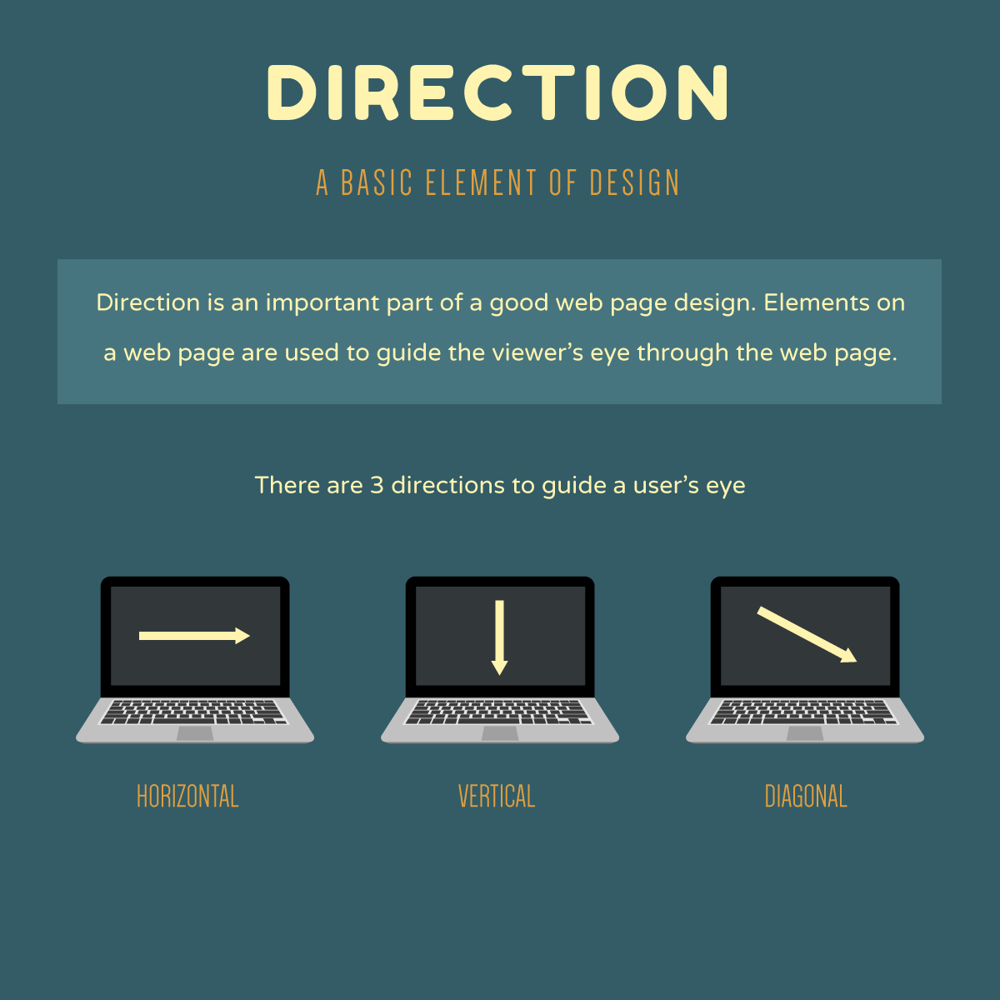 DIRECTION
A BASIC ELEMENT OF DESIGN
Direction is an important part of a good web page design. Elements on
a web page are used to guide the viewer’s eye through the web page.
There are 3 directions to guide a user’s eye
HORIZONTAL
VERTICAL
DIAGONAL